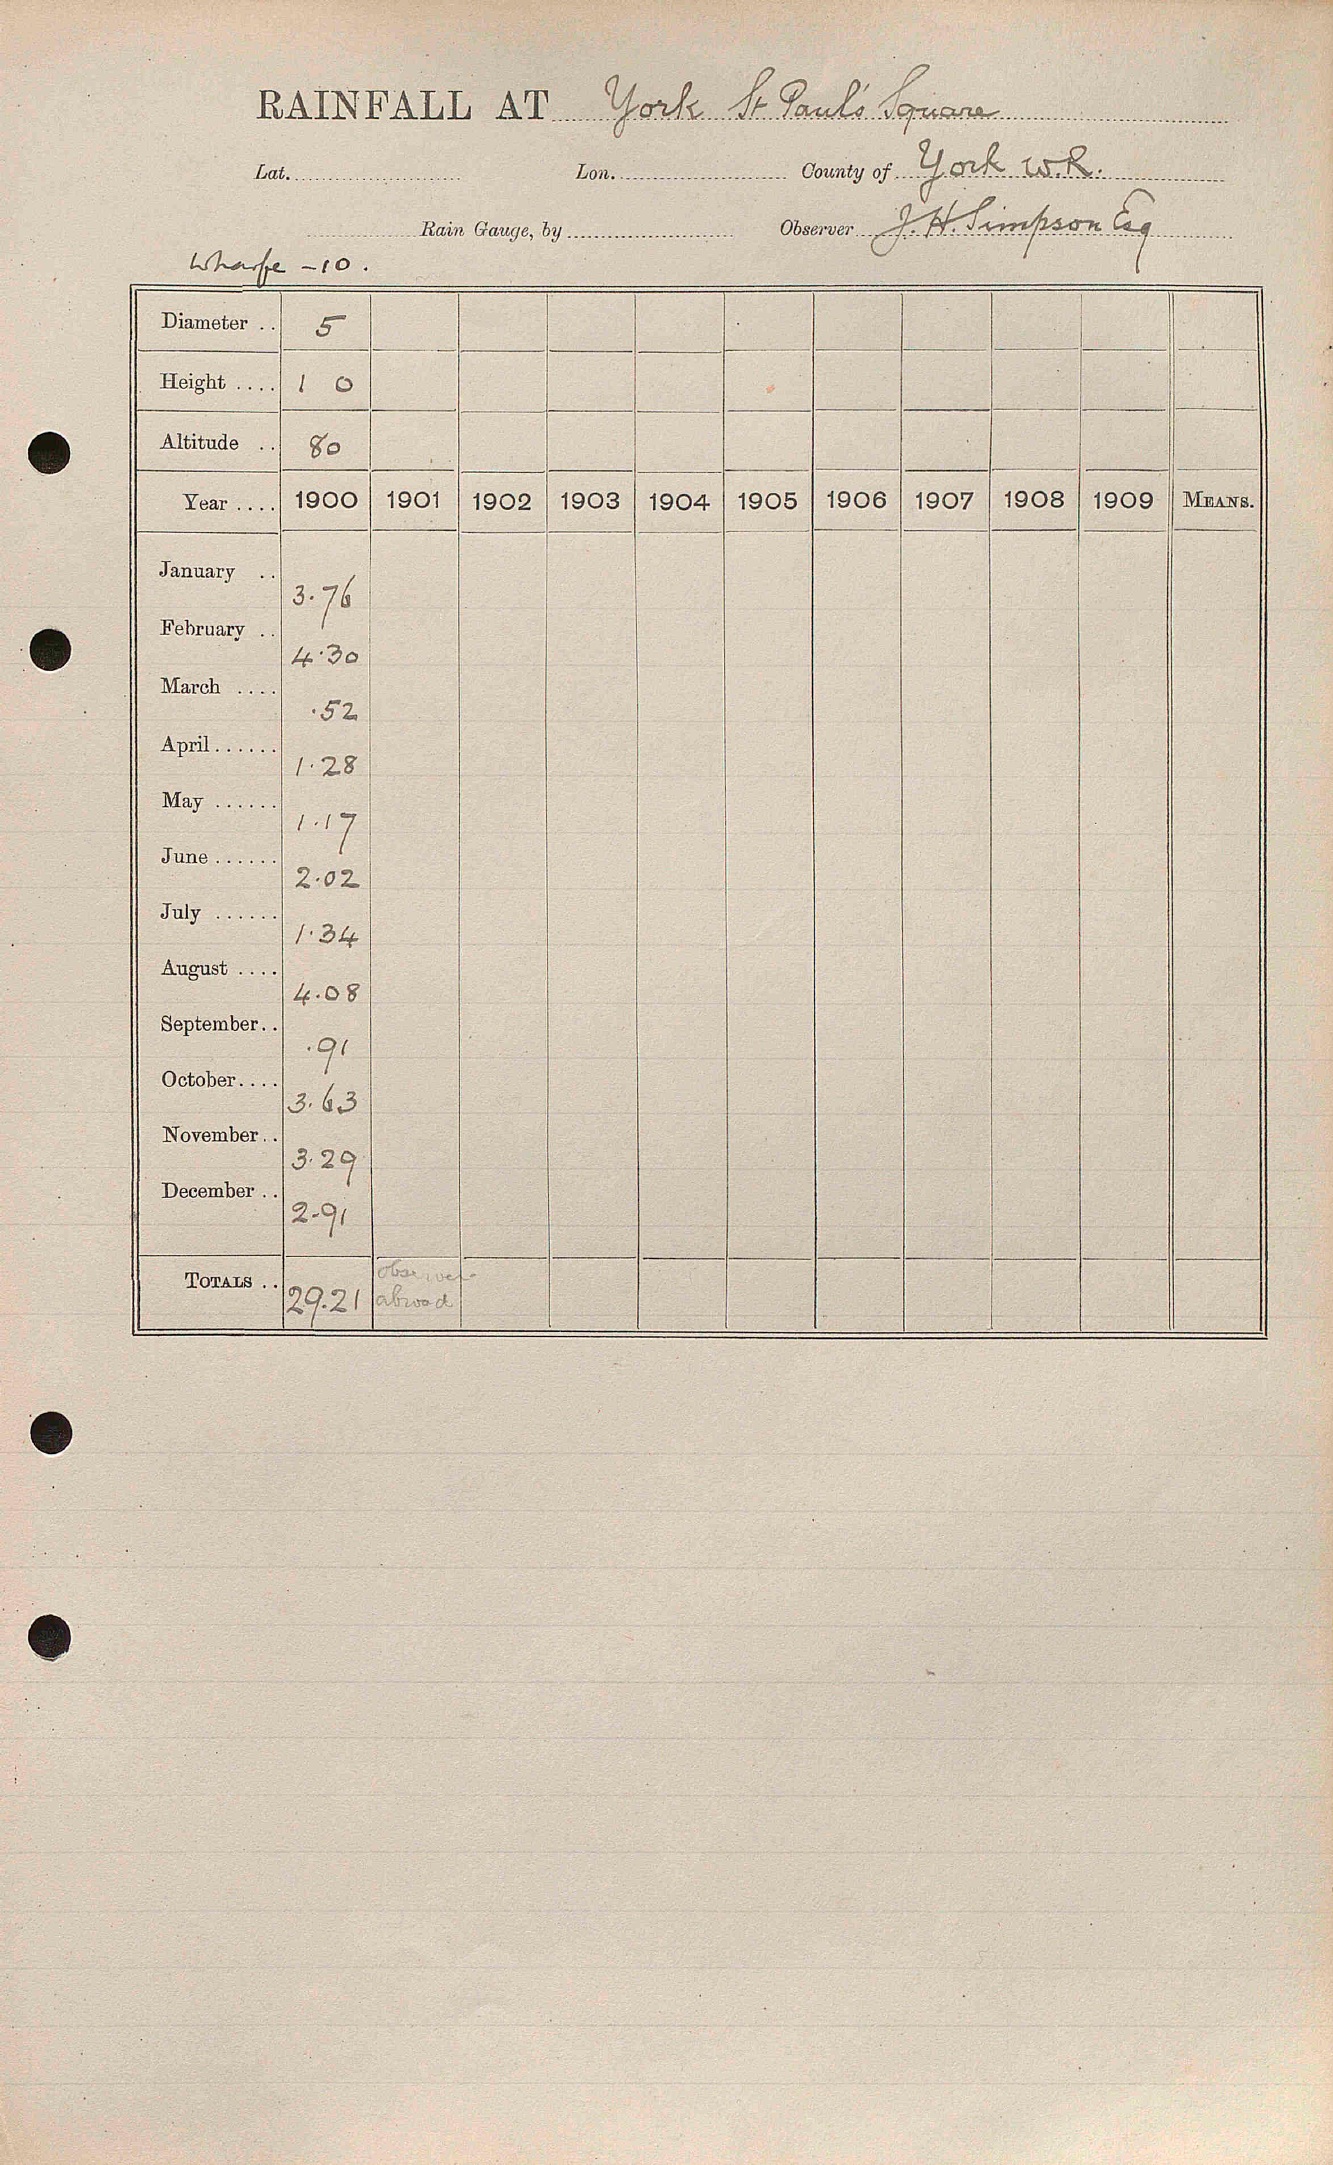 RAINFALL AT York St Paul's Square
Lat. Lon. County of York W.R.
Rain Gauge, by Observer J. H. Simpson Esq
Wharfe - 10.
Diameter .. 5
Height .... 1 0
Altitude .. 80
Year .... 1900 1901 1902 1903 1904 1905 1906 1907 1908 1909 MEANS.
January .. 3.76
February .. 4.30
March .... .52
April...... 1.28
May ...... 1.17
June...... 2.02
July ...... 1.34
August .... 4.08
September.. .91
October.... 3.63
November.. 3.29
December .. 2.91
TOTALS .. 29.21 observer abroad